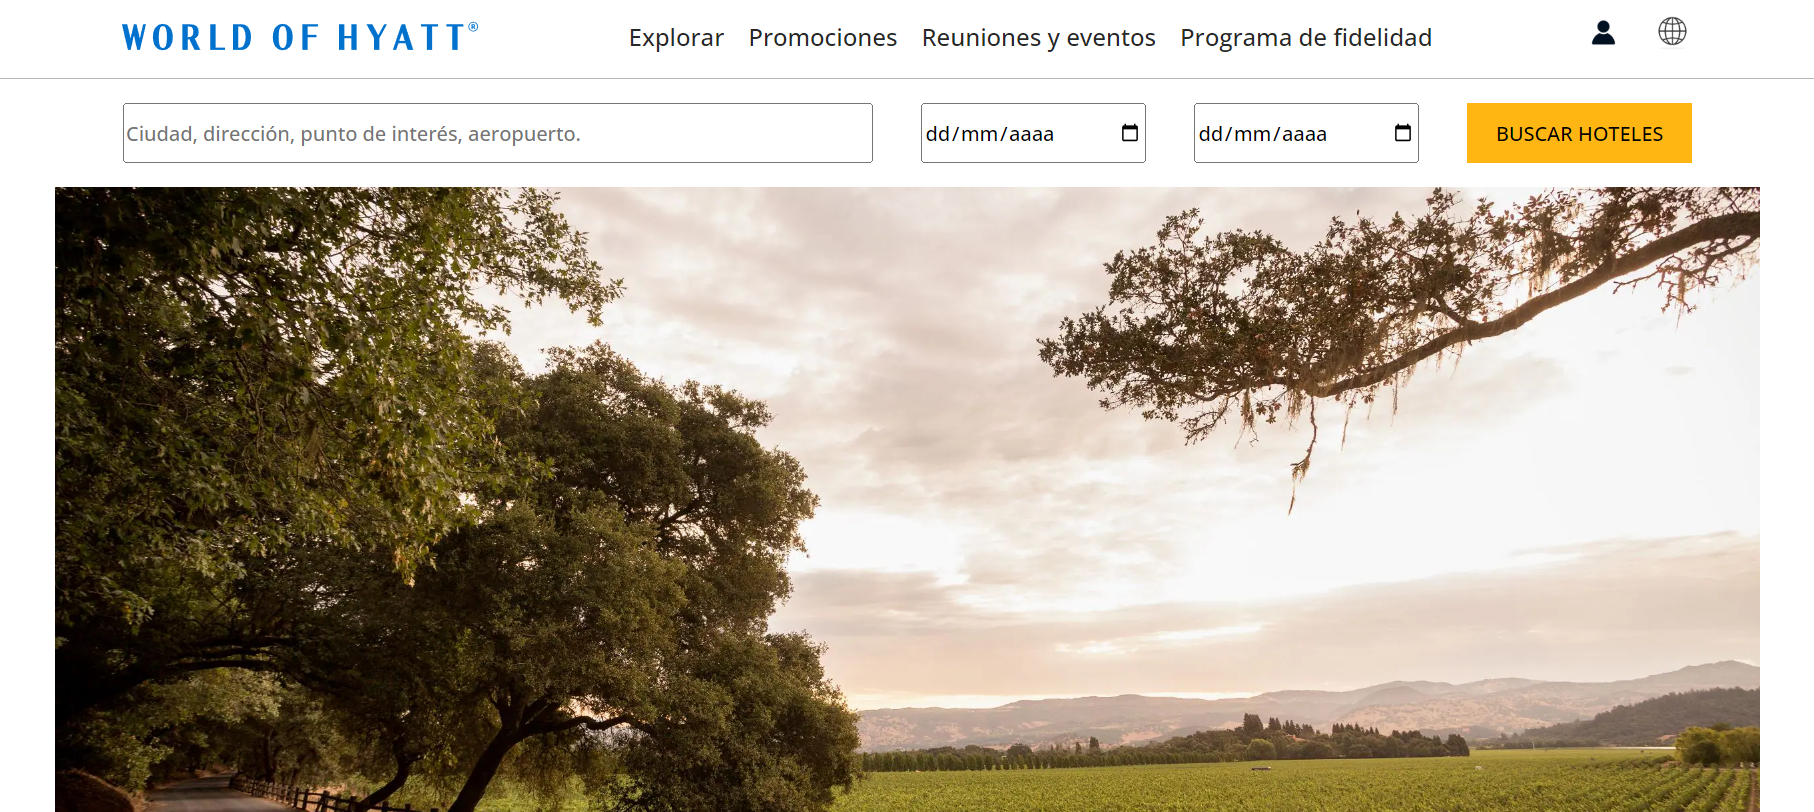 WORLD OF HYATT®
Explorar Promociones Reuniones y eventos Programa de fidelidad
Ciudad, dirección, punto de interés, aeropuerto. dd/mm/aaaa dd/mm/aaaa BUSCAR HOTELES